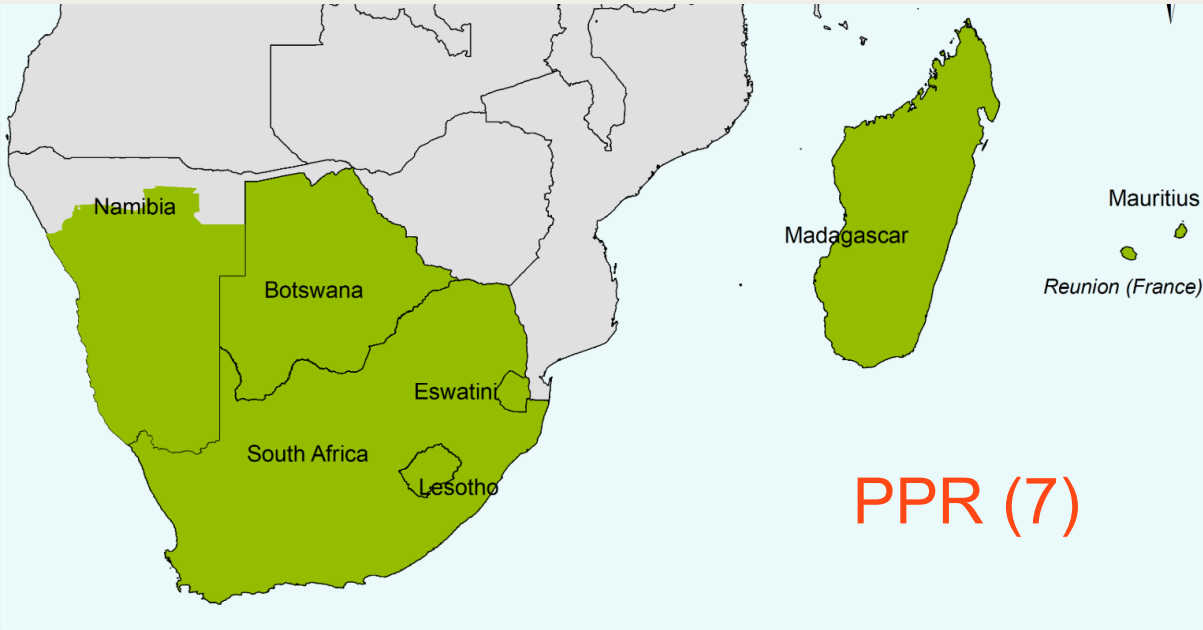 Namibia
Mauritius
Madagascar
Botswana
Reunion (France)
Eswatini
South Africa
Lesotho
PPR (7)